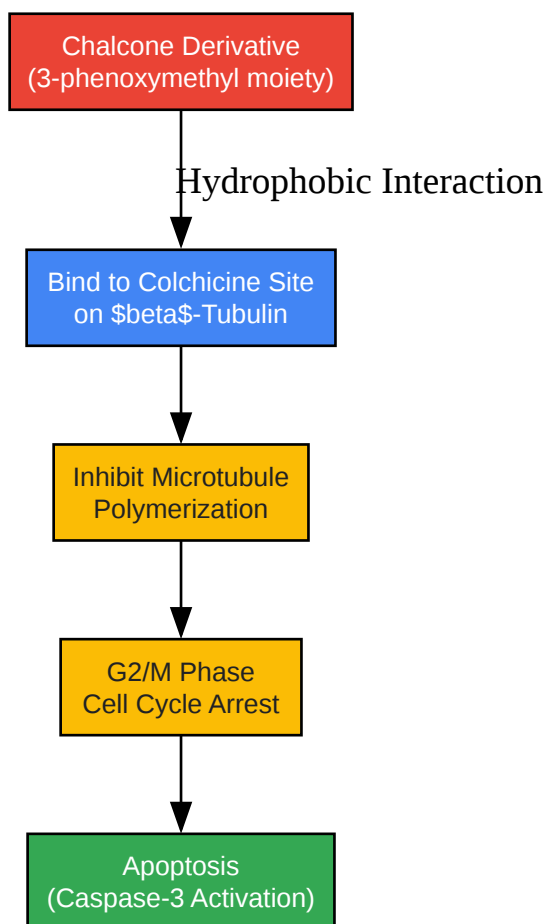 Chalcone Derivative
(3-phenoxymethyl moiety)
Hydrophobic Interaction
Bind to Colchicine Site
on $beta$-Tubulin
Inhibit Microtubule
Polymerization
G2/M Phase
Cell Cycle Arrest
Apoptosis
(Caspase-3 Activation)